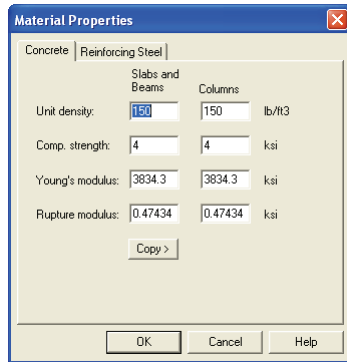 Material Properties
Concrete Reinforcing Steel
Slabs and
Beams Columns
Unit density: 150 150 lb/ft3
Comp. strength: 4 4 ksi
Young's modulus: 3834.3 3834.3 ksi
Rupture modulus: 0.47434 0.47434 ksi
Copy >
OK Cancel Help